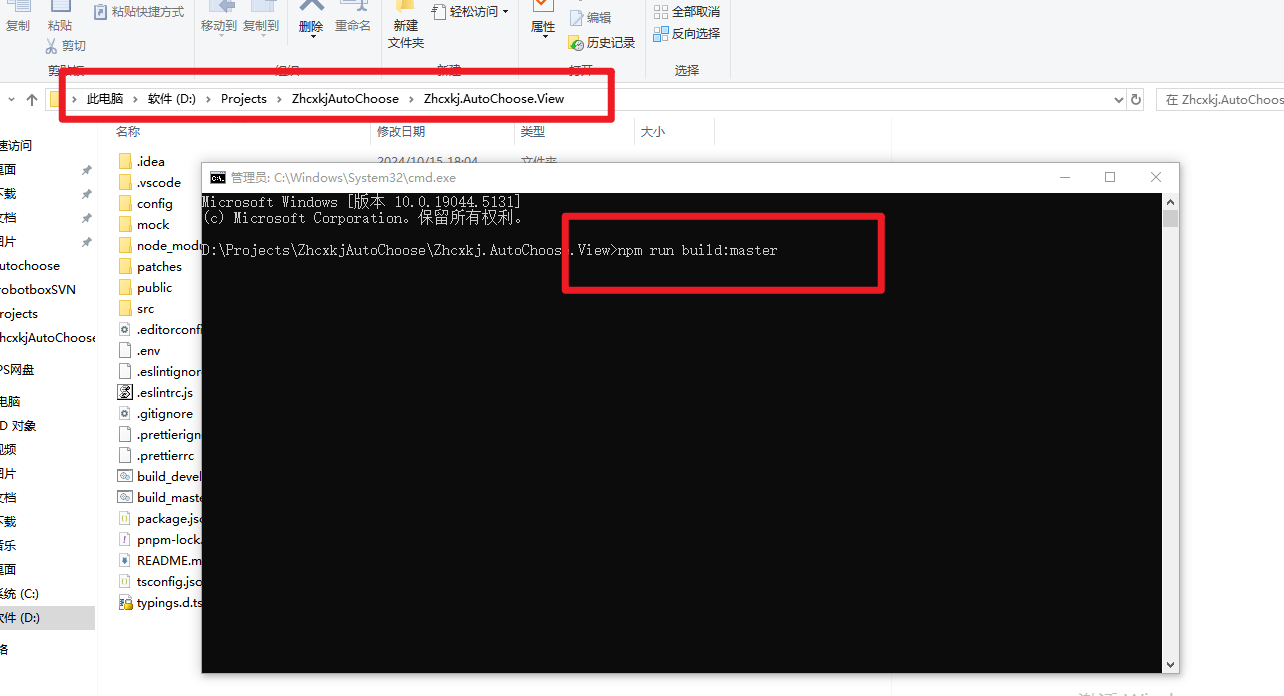 复制 粘贴 粘贴快捷方式 移动到 复制到 删除 重命名 新建 轻松访问 属性 编辑 全部取消
剪切 文件夹 历史记录 反向选择
组织 新建 打开 选择
此电脑 › 软件 (D:) › Projects › ZhcxkjAutoChoose › Zhcxkj.AutoChoose.View
在 Zhcxkj.AutoChoos
名称 修改日期 类型 大小
速访问
桌面
下载
文档
图片
utochoose
robotboxSVN
rojects
hcxkjAutoChoose
PS网盘
电脑
D 对象
视频
图片
文档
下载
音乐
桌面
系统 (C:)
软件 (D:)
络
.idea 2024/10/15 18:04 文件夹
.vscode
config
mock
node_modu
patches
public
src
.editorconfi
.env
.eslintignor
.eslintrc.js
.gitignore
.prettierign
.prettierrc
build_devel
build_maste
package.jso
pnpm-lock.
README.m
tsconfig.jso
typings.d.ts
管理员: C:\Windows\System32\cmd.exe
Microsoft Windows [版本 10.0.19044.5131]
(c) Microsoft Corporation。保留所有权利。
D:\Projects\ZhcxkjAutoChoose\Zhcxkj.AutoChoose.View>npm run build:master